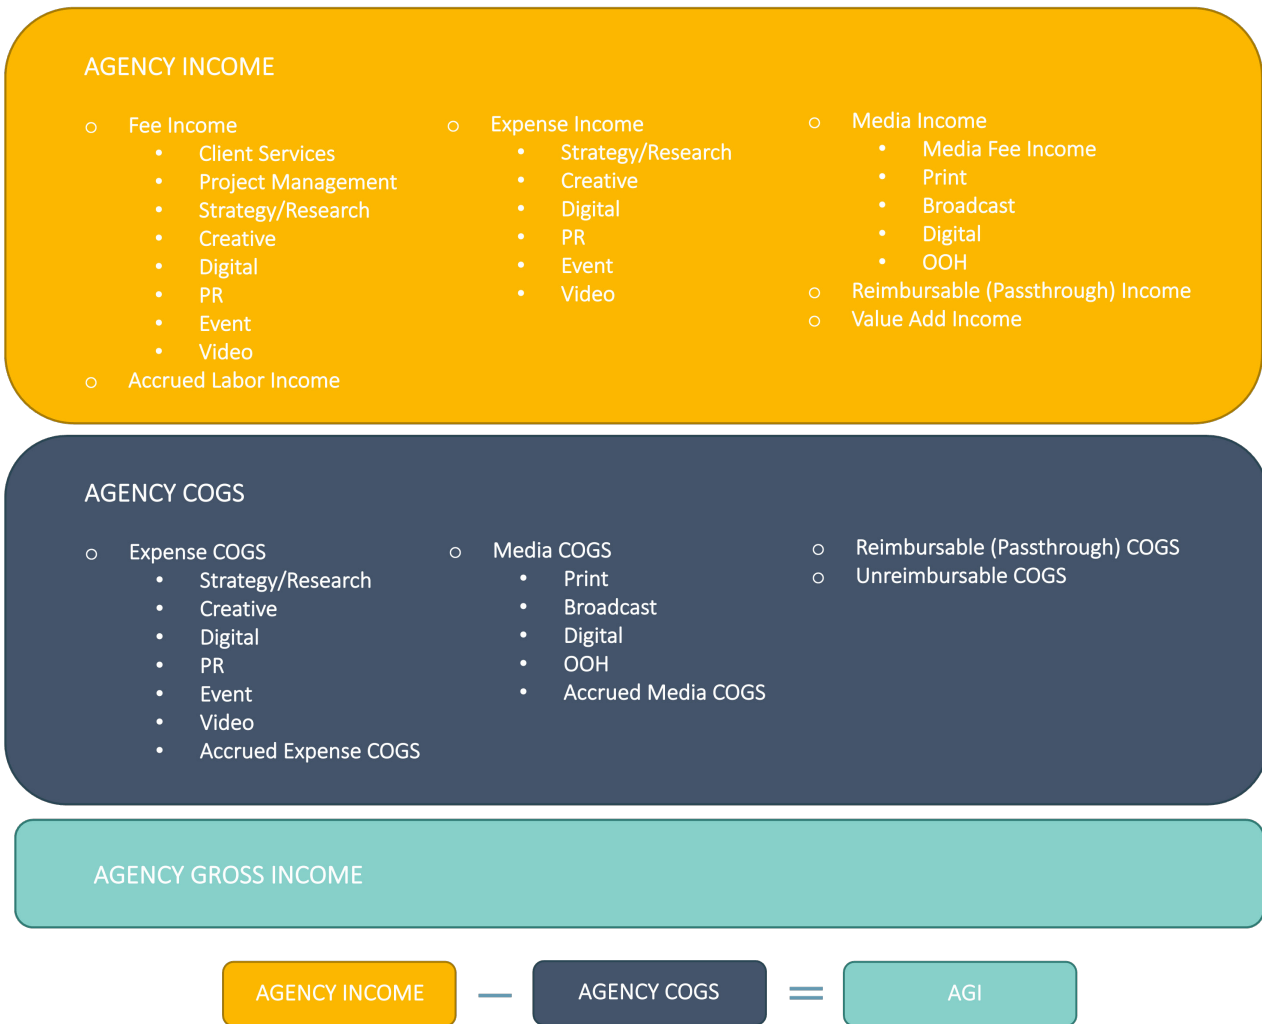 AGENCY INCOME
o Fee Income
• Client Services
• Project Management
• Strategy/Research
• Creative
• Digital
• PR
• Event
• Video
o Accrued Labor Income
o Expense Income
• Strategy/Research
• Creative
• Digital
• PR
• Event
• Video
o Media Income
• Media Fee Income
• Print
• Broadcast
• Digital
• OOH
o Reimbursable (Passthrough) Income
o Value Add Income
AGENCY COGS
o Expense COGS
• Strategy/Research
• Creative
• Digital
• PR
• Event
• Video
• Accrued Expense COGS
o Media COGS
• Print
• Broadcast
• Digital
• OOH
• Accrued Media COGS
o Reimbursable (Passthrough) COGS
o Unreimbursable COGS
AGENCY GROSS INCOME
AGENCY INCOME — AGENCY COGS = AGI